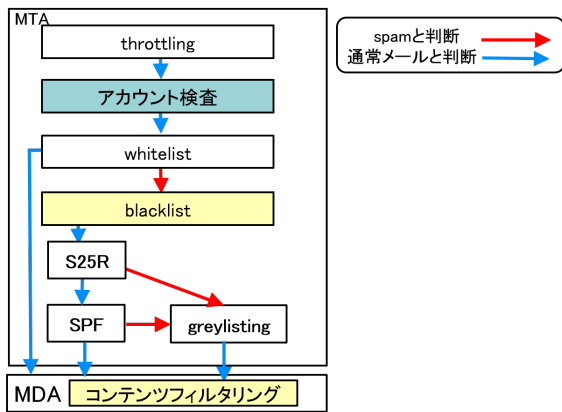 MTA
throttling
アカウント検査
whitelist
blacklist
S25R
SPF
greylisting
MDA
コンテンツフィルタリング
spamと判断
通常メールと判断